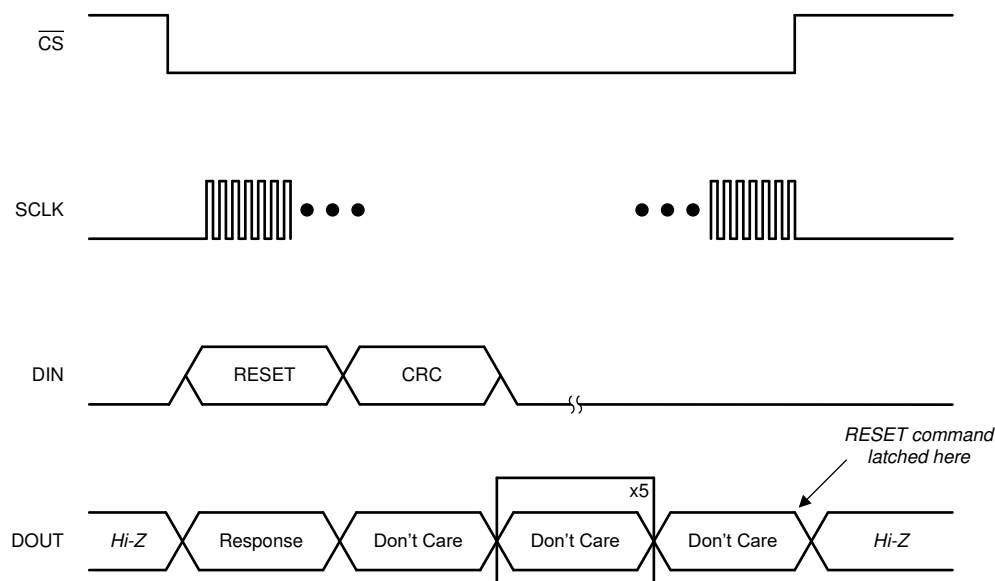 C̅S̅
SCLK
DIN
RESET
CRC
RESET command
latched here
x5
DOUT
Hi-Z
Response
Don't Care
Don't Care
Don't Care
Hi-Z